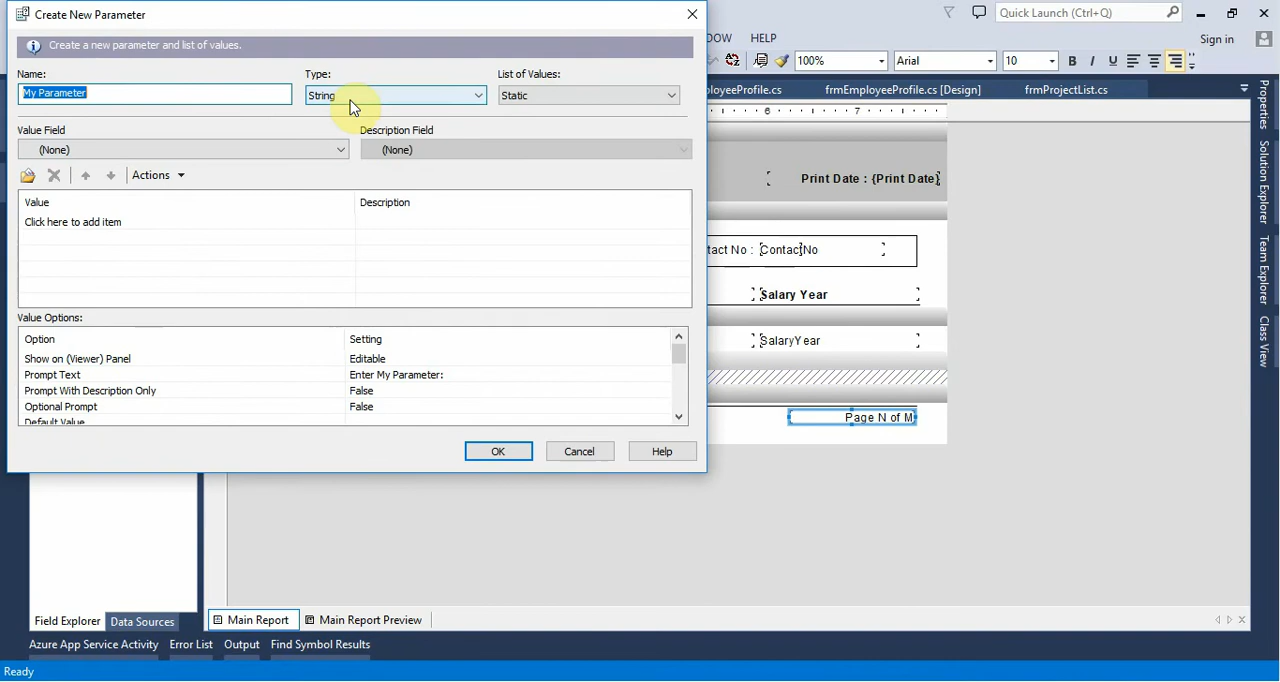 Create New Parameter
Quick Launch (Ctrl+Q)
Create a new parameter and list of values.
HELP
Sign in
Name:
Type:
List of Values:
100%
Arial
10
B I U
My Parameter
String
Static
frmEmployeeProfile.cs [Design]
frmProjectList.cs
Value Field
Description Field
(None)
(None)
6
7
Actions
Print Date : {Print Date}
Value
Description
Click here to add item
ContactNo
Salary Year
Value Options:
Option
Setting
Show on (Viewer) Panel
Editable
SalaryYear
Prompt Text
Enter My Parameter:
Prompt With Description Only
False
Optional Prompt
False
Default Value
Page N of M
OK
Cancel
Help
Properties
Solution Explorer
Team Explorer
Class View
Field Explorer
Data Sources
Main Report
Main Report Preview
Azure App Service Activity
Error List
Output
Find Symbol Results
Ready